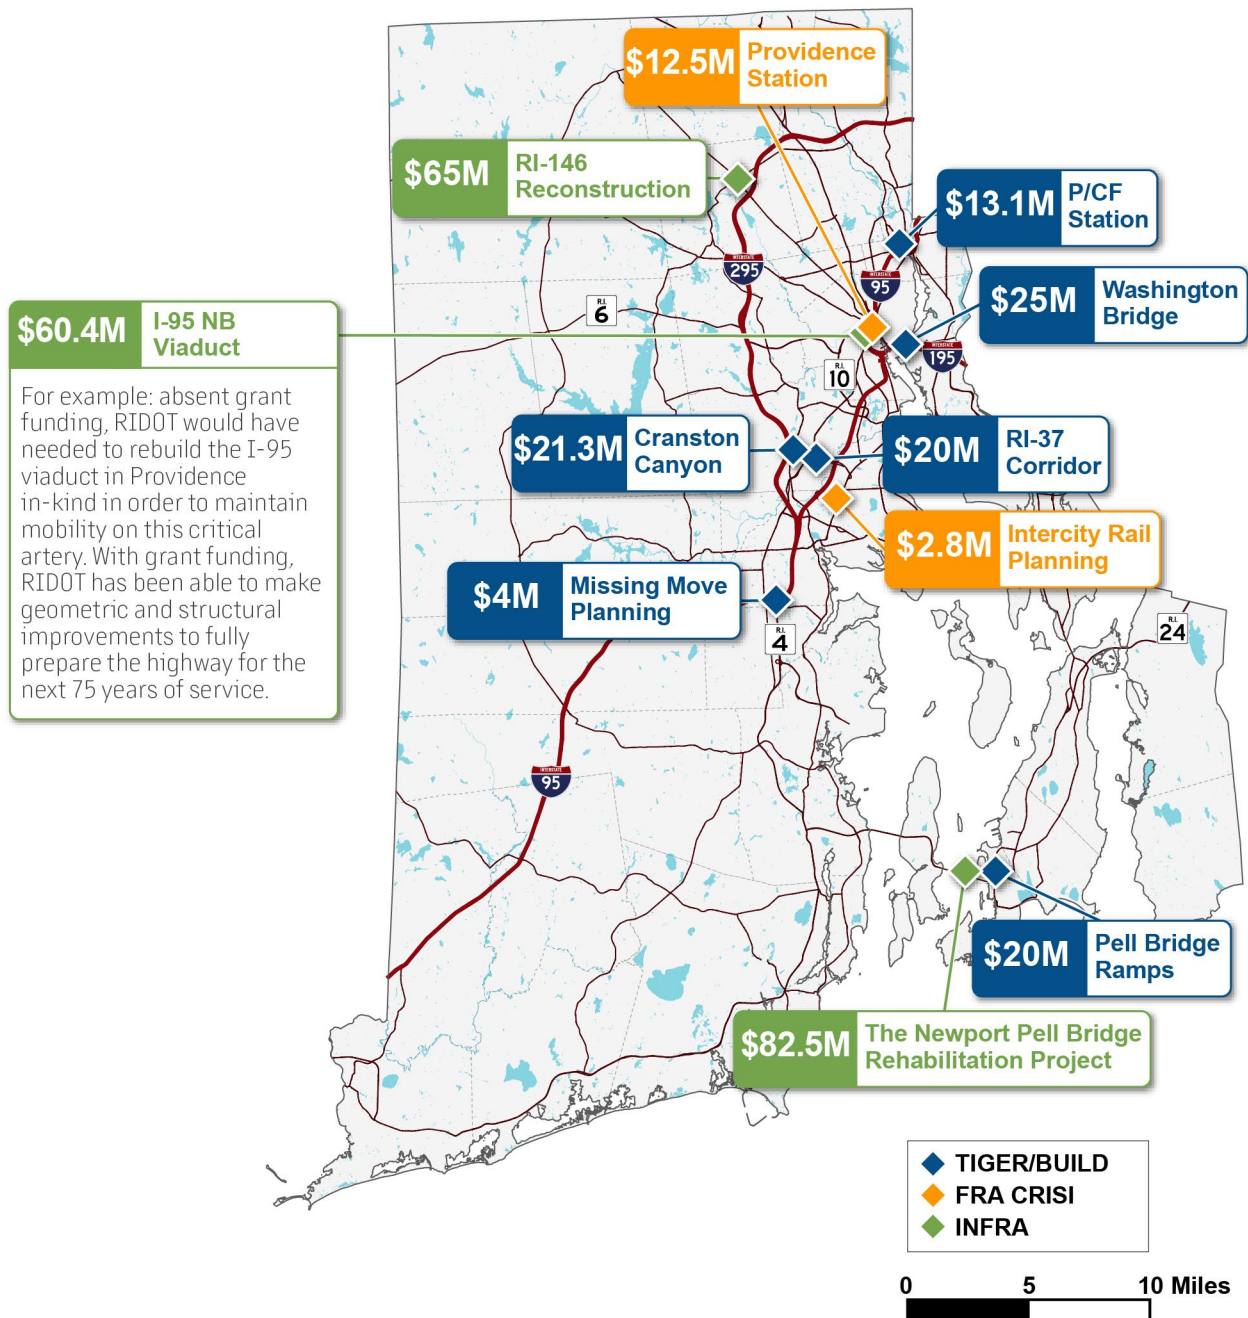 $12.5M
Providence
Station
$65M
RI-146
Reconstruction
$13.1M
P/CF
Station
INTERSTATE
295
INTERSTATE
95
$25M
Washington
Bridge
R.I.
6
$60.4M
I-95 NB
Viaduct
For example: absent grant
funding, RIDOT would have
needed to rebuild the I-95
viaduct in Providence
in-kind in order to maintain
mobility on this critical
artery. With grant funding,
RIDOT has been able to make
geometric and structural
improvements to fully
prepare the highway for the
next 75 years of service.
INTERSTATE
195
R.I.
10
$21.3M
Cranston
Canyon
$20M
RI-37
Corridor
$2.8M
Intercity Rail
Planning
$4M
Missing Move
Planning
R.I.
4
R.I.
24
INTERSTATE
95
$20M
Pell Bridge
Ramps
$82.5M
The Newport Pell Bridge
Rehabilitation Project
TIGER/BUILD
FRA CRISI
INFRA
0 5 10 Miles